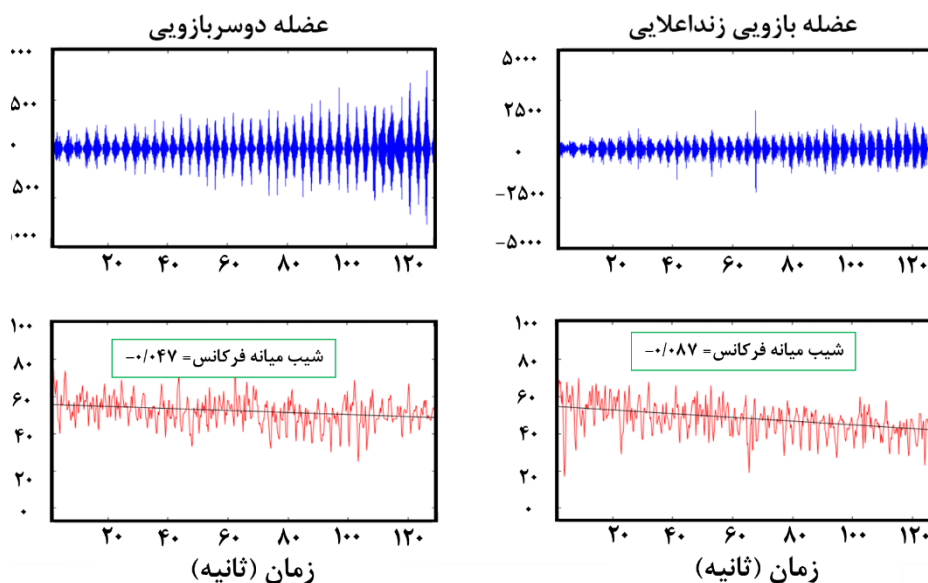 عضله دوسربازویی
عضله بازویی زنداعلایی
۰۰۰
۵۰۰
۰
۵۰۰
۰۰۰
۲۰ ۴۰ ۶۰ ۸۰ ۱۰۰ ۱۲۰
۵۰۰۰
۲۵۰۰
۰
−۲۵۰۰
−۵۰۰۰
۲۰ ۴۰ ۶۰ ۸۰ ۱۰۰ ۱۲۰
شیب میانه فرکانس= ۰/۰۴۷−
۱۰۰
۸۰
۶۰
۴۰
۲۰
۰
۲۰ ۴۰ ۶۰ ۸۰ ۱۰۰ ۱۲۰
زمان (ثانیه)
شیب میانه فرکانس= ۰/۰۸۷−
۱۰۰
۸۰
۶۰
۴۰
۲۰
۰
۲۰ ۴۰ ۶۰ ۸۰ ۱۰۰ ۱۲۰
زمان (ثانیه)